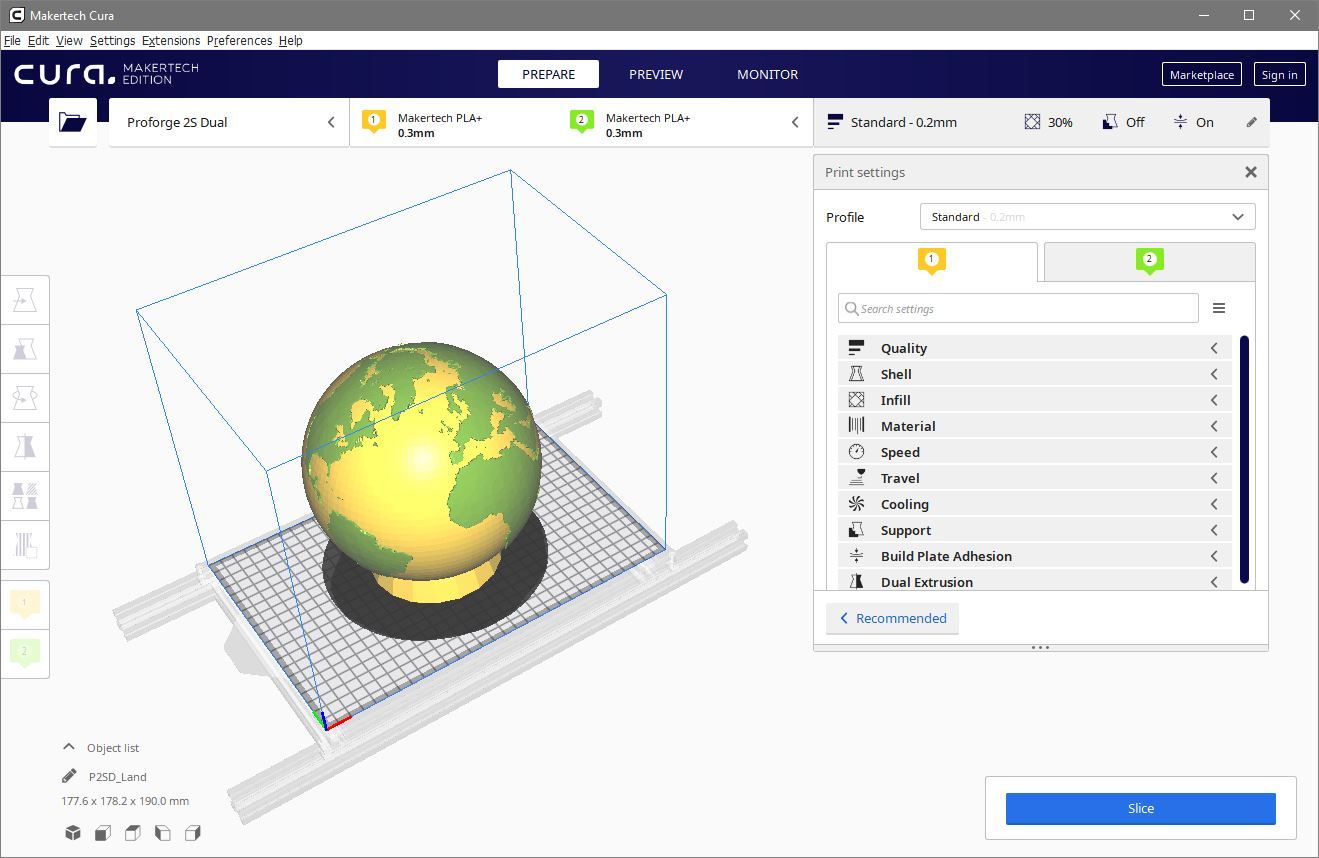 Makertech Cura
File Edit View Settings Extensions Preferences Help
cura. MAKERTECH
EDITION
PREPARE PREVIEW MONITOR
Marketplace Sign in
Proforge 2S Dual
1 Makertech PLA+
0.3mm
2 Makertech PLA+
0.3mm
Standard - 0.2mm 30% Off On
Print settings
Profile Standard - 0.2mm
1 2
Search settings
Quality
Shell
Infill
Material
Speed
Travel
Cooling
Support
Build Plate Adhesion
Dual Extrusion
Recommended
1
2
Object list
P2SD_Land
177.6 x 178.2 x 190.0 mm
Slice